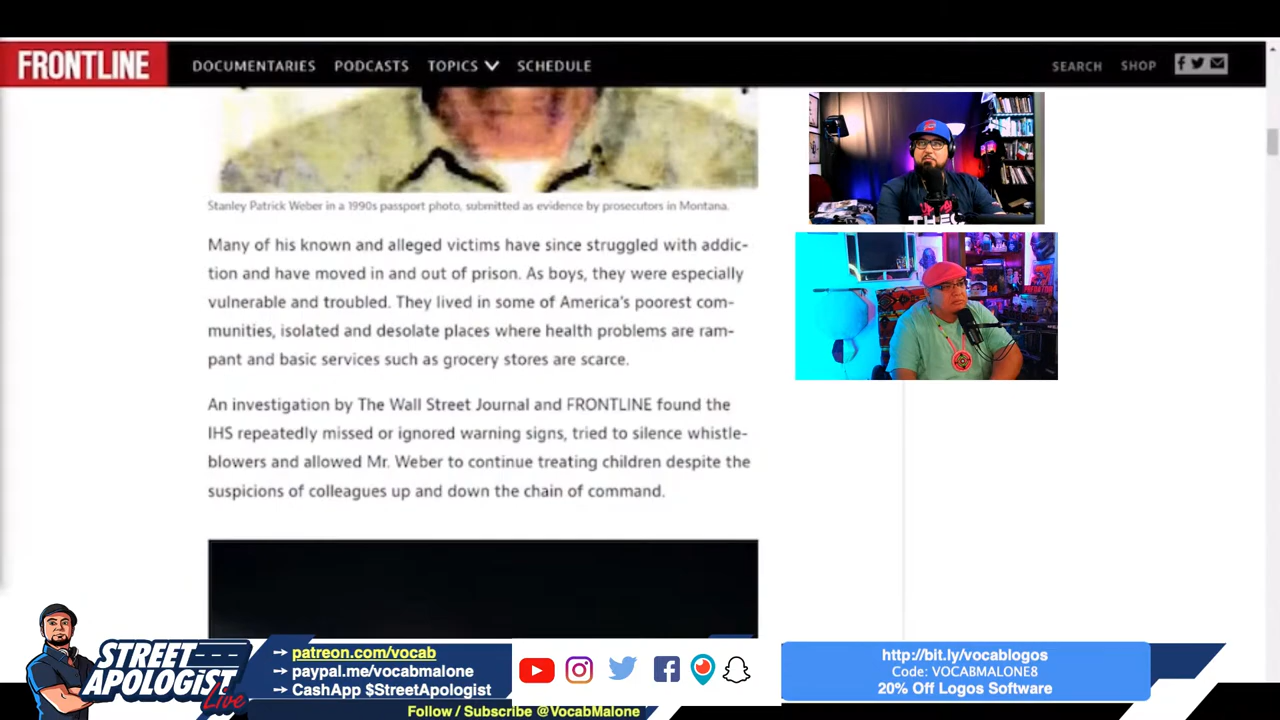 FRONTLINE
DOCUMENTARIES PODCASTS TOPICS SCHEDULE
SEARCH SHOP
Stanley Patrick Weber in a 1990s passport photo, submitted as evidence by prosecutors in Montana.
Many of his known and alleged victims have since struggled with addic-
tion and have moved in and out of prison. As boys, they were especially
vulnerable and troubled. They lived in some of America's poorest com-
munities, isolated and desolate places where health problems are ram-
pant and basic services such as grocery stores are scarce.
An investigation by The Wall Street Journal and FRONTLINE found the
IHS repeatedly missed or ignored warning signs, tried to silence whistle-
blowers and allowed Mr. Weber to continue treating children despite the
suspicions of colleagues up and down the chain of command.
STREET
APOLOGIST
Live
patreon.com/vocab
paypal.me/vocabmalone
CashApp $StreetApologist
Follow / Subscribe @VocabMalone
http://bit.ly/vocablogos
Code: VOCABMALONE8
20% Off Logos Software